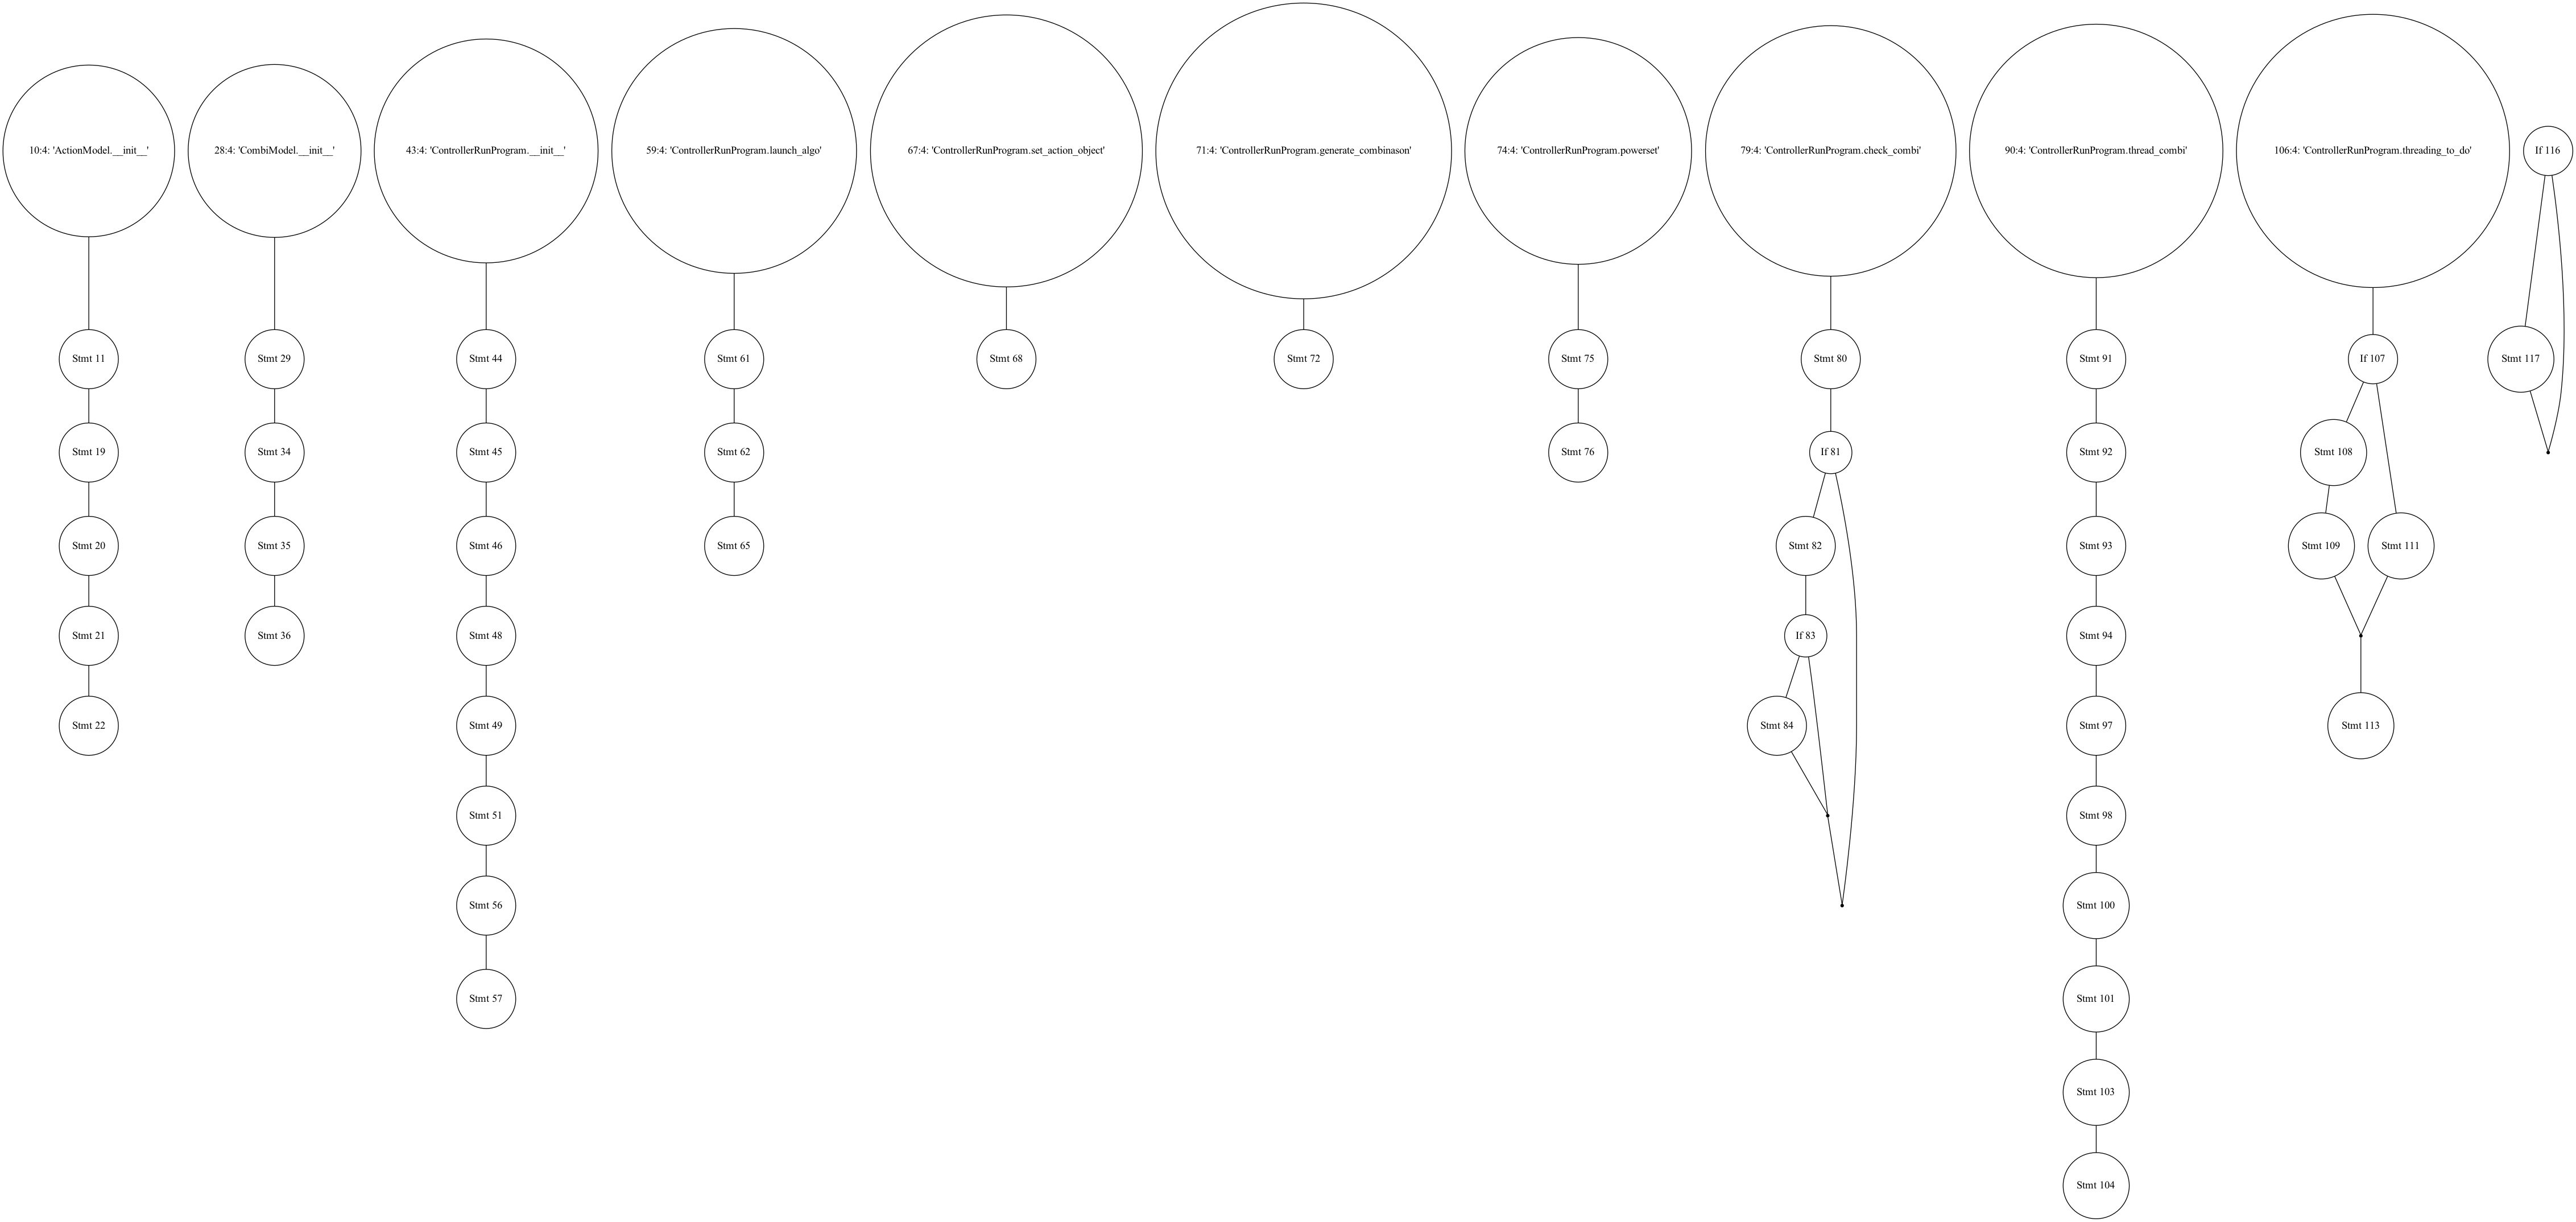 10:4: 'ActionModel.__init__'
Stmt 11
Stmt 19
Stmt 20
Stmt 21
Stmt 22
28:4: 'CombiModel.__init__'
Stmt 29
Stmt 34
Stmt 35
Stmt 36
43:4: 'ControllerRunProgram.__init__'
Stmt 44
Stmt 45
Stmt 46
Stmt 48
Stmt 49
Stmt 51
Stmt 56
Stmt 57
59:4: 'ControllerRunProgram.launch_algo'
Stmt 61
Stmt 62
Stmt 65
67:4: 'ControllerRunProgram.set_action_object'
Stmt 68
71:4: 'ControllerRunProgram.generate_combinason'
Stmt 72
74:4: 'ControllerRunProgram.powerset'
Stmt 75
Stmt 76
79:4: 'ControllerRunProgram.check_combi'
Stmt 80
If 81
Stmt 82
If 83
Stmt 84
90:4: 'ControllerRunProgram.thread_combi'
Stmt 91
Stmt 92
Stmt 93
Stmt 94
Stmt 97
Stmt 98
Stmt 100
Stmt 101
Stmt 103
Stmt 104
106:4: 'ControllerRunProgram.threading_to_do'
If 107
Stmt 108
Stmt 109
Stmt 111
Stmt 113
If 116
Stmt 117